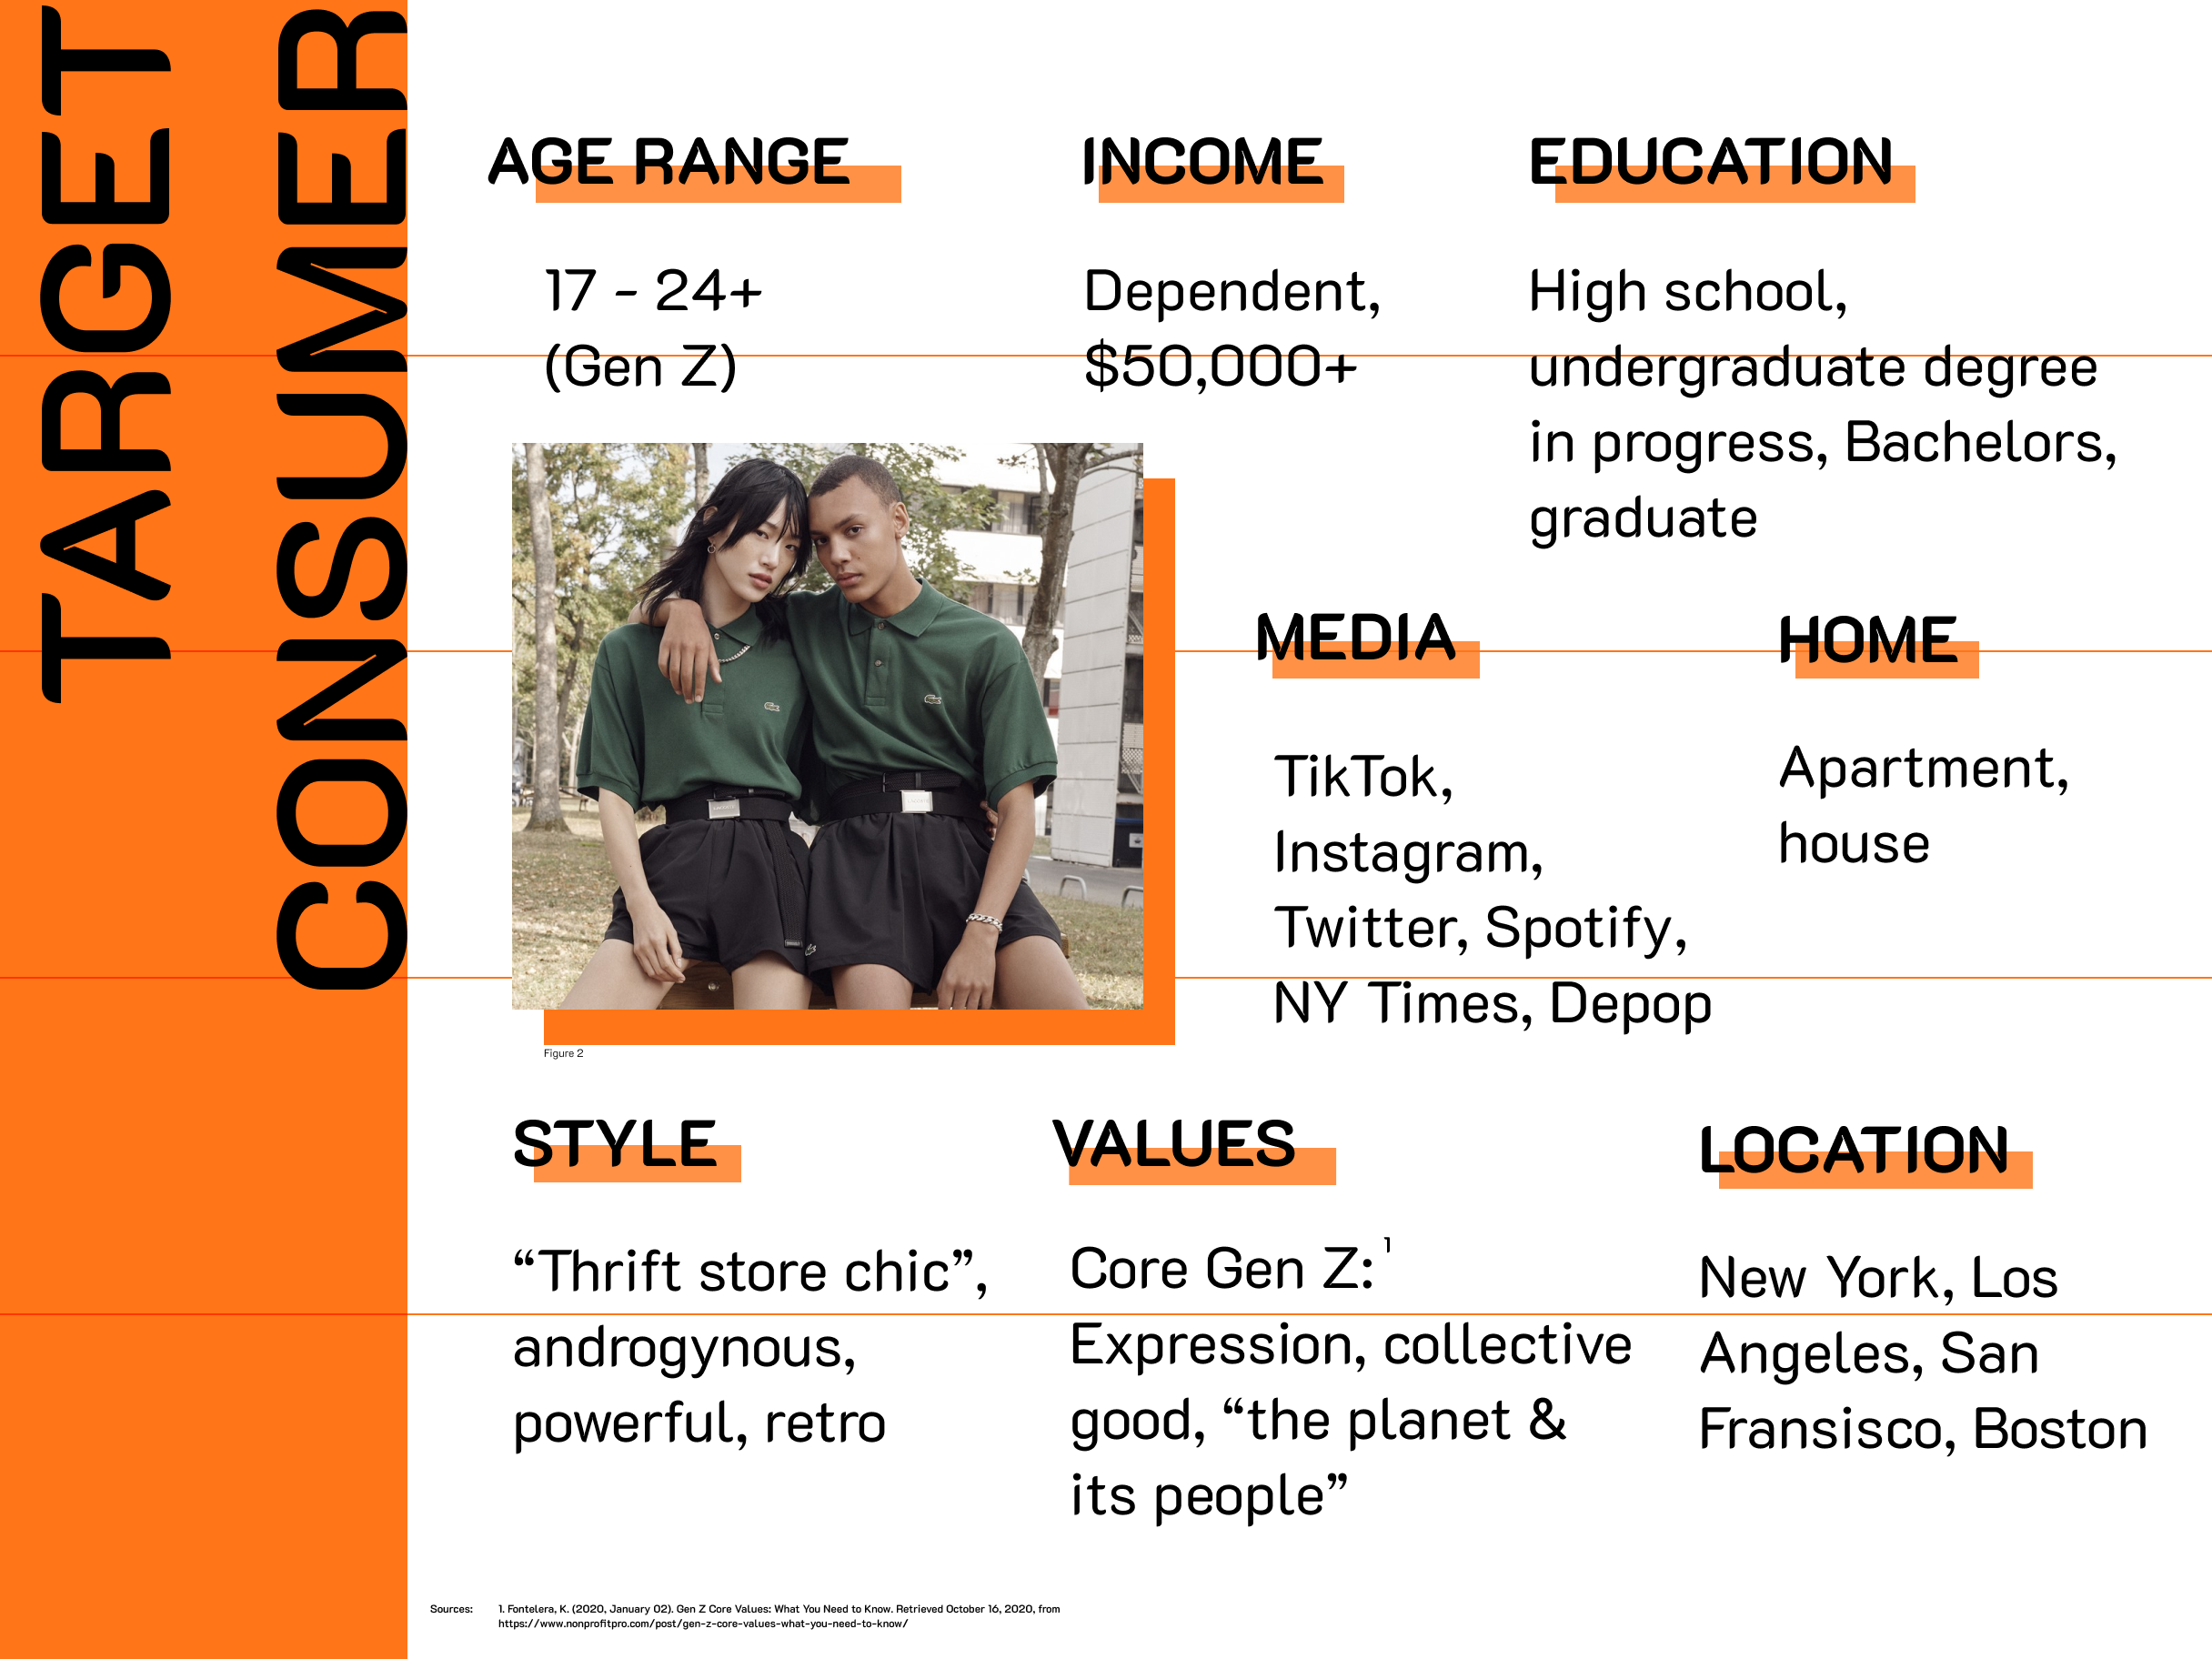 TARGET
CONSUMER
AGE RANGE
17 - 24+
(Gen Z)
INCOME
Dependent,
$50,000+
EDUCATION
High school,
undergraduate degree
in progress, Bachelors,
graduate
Figure 2
MEDIA
TikTok,
Instagram,
Twitter, Spotify,
NY Times, Depop
HOME
Apartment,
house
STYLE
“Thrift store chic”,
androgynous,
powerful, retro
VALUES
Core Gen Z:¹
Expression, collective
good, “the planet &
its people”
LOCATION
New York, Los
Angeles, San
Fransisco, Boston
Sources: 1. Fontelera, K. (2020, January 02). Gen Z Core Values: What You Need to Know. Retrieved October 16, 2020, from
https://www.nonprofitpro.com/post/gen-z-core-values-what-you-need-to-know/